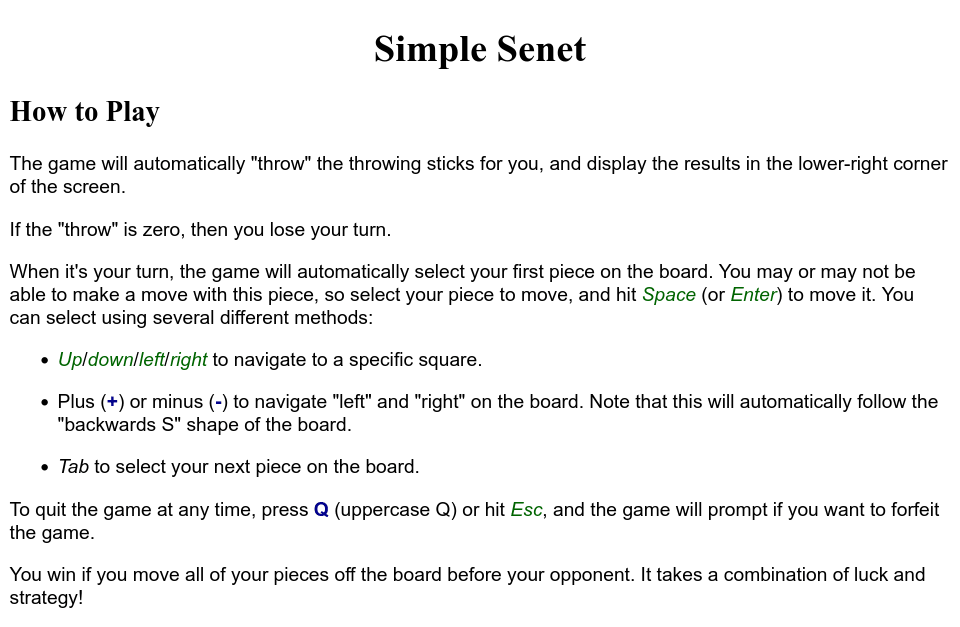 Simple Senet
How to Play
The game will automatically "throw" the throwing sticks for you, and display the results in the lower-right corner
of the screen.
If the "throw" is zero, then you lose your turn.
When it's your turn, the game will automatically select your first piece on the board. You may or may not be
able to make a move with this piece, so select your piece to move, and hit Space (or Enter) to move it. You
can select using several different methods:
• Up/down/left/right to navigate to a specific square.
• Plus (+) or minus (-) to navigate "left" and "right" on the board. Note that this will automatically follow the
"backwards S" shape of the board.
• Tab to select your next piece on the board.
To quit the game at any time, press Q (uppercase Q) or hit Esc, and the game will prompt if you want to forfeit
the game.
You win if you move all of your pieces off the board before your opponent. It takes a combination of luck and
strategy!